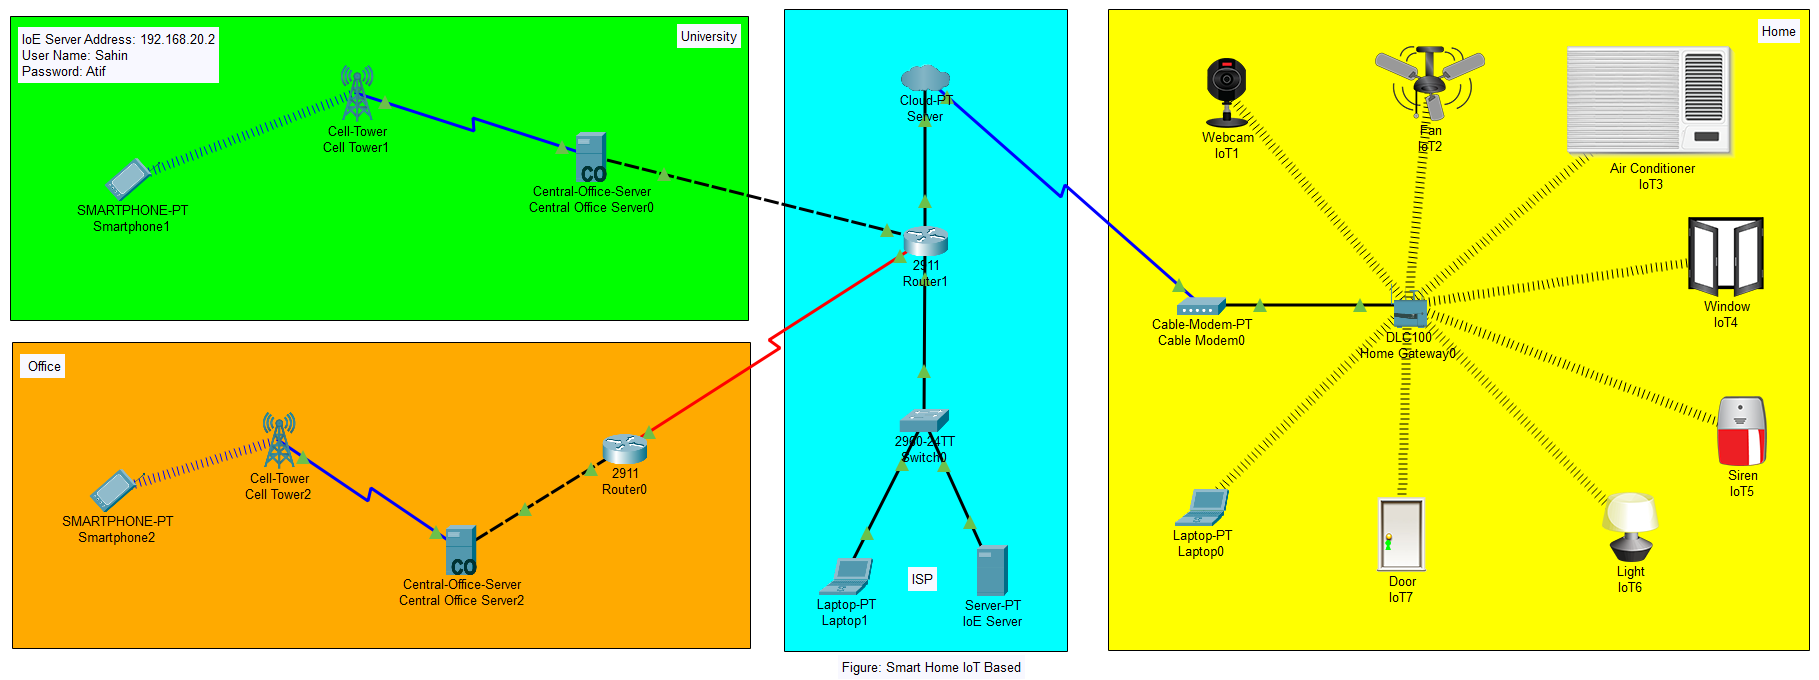 IoE Server Address: 192.168.20.2
User Name: Sahin
Password: Atif
University
Cell-Tower
Cell Tower1
SMARTPHONE-PT
Smartphone1
CO
Central-Office-Server
Central Office Server0
Office
Cell-Tower
Cell Tower2
SMARTPHONE-PT
Smartphone2
CO
Central-Office-Server
Central Office Server2
2911
Router0
Cloud-PT
Server
2911
Router1
2960-24TT
Switch0
Laptop-PT
Laptop1
ISP
Server-PT
IoE Server
Home
Webcam
IoT1
Fan
IoT2
Air Conditioner
IoT3
Window
IoT4
Cable-Modem-PT
Cable Modem0
DLC100
Home Gateway0
Siren
IoT5
Laptop-PT
Laptop0
Door
IoT7
Light
IoT6
Figure: Smart Home IoT Based